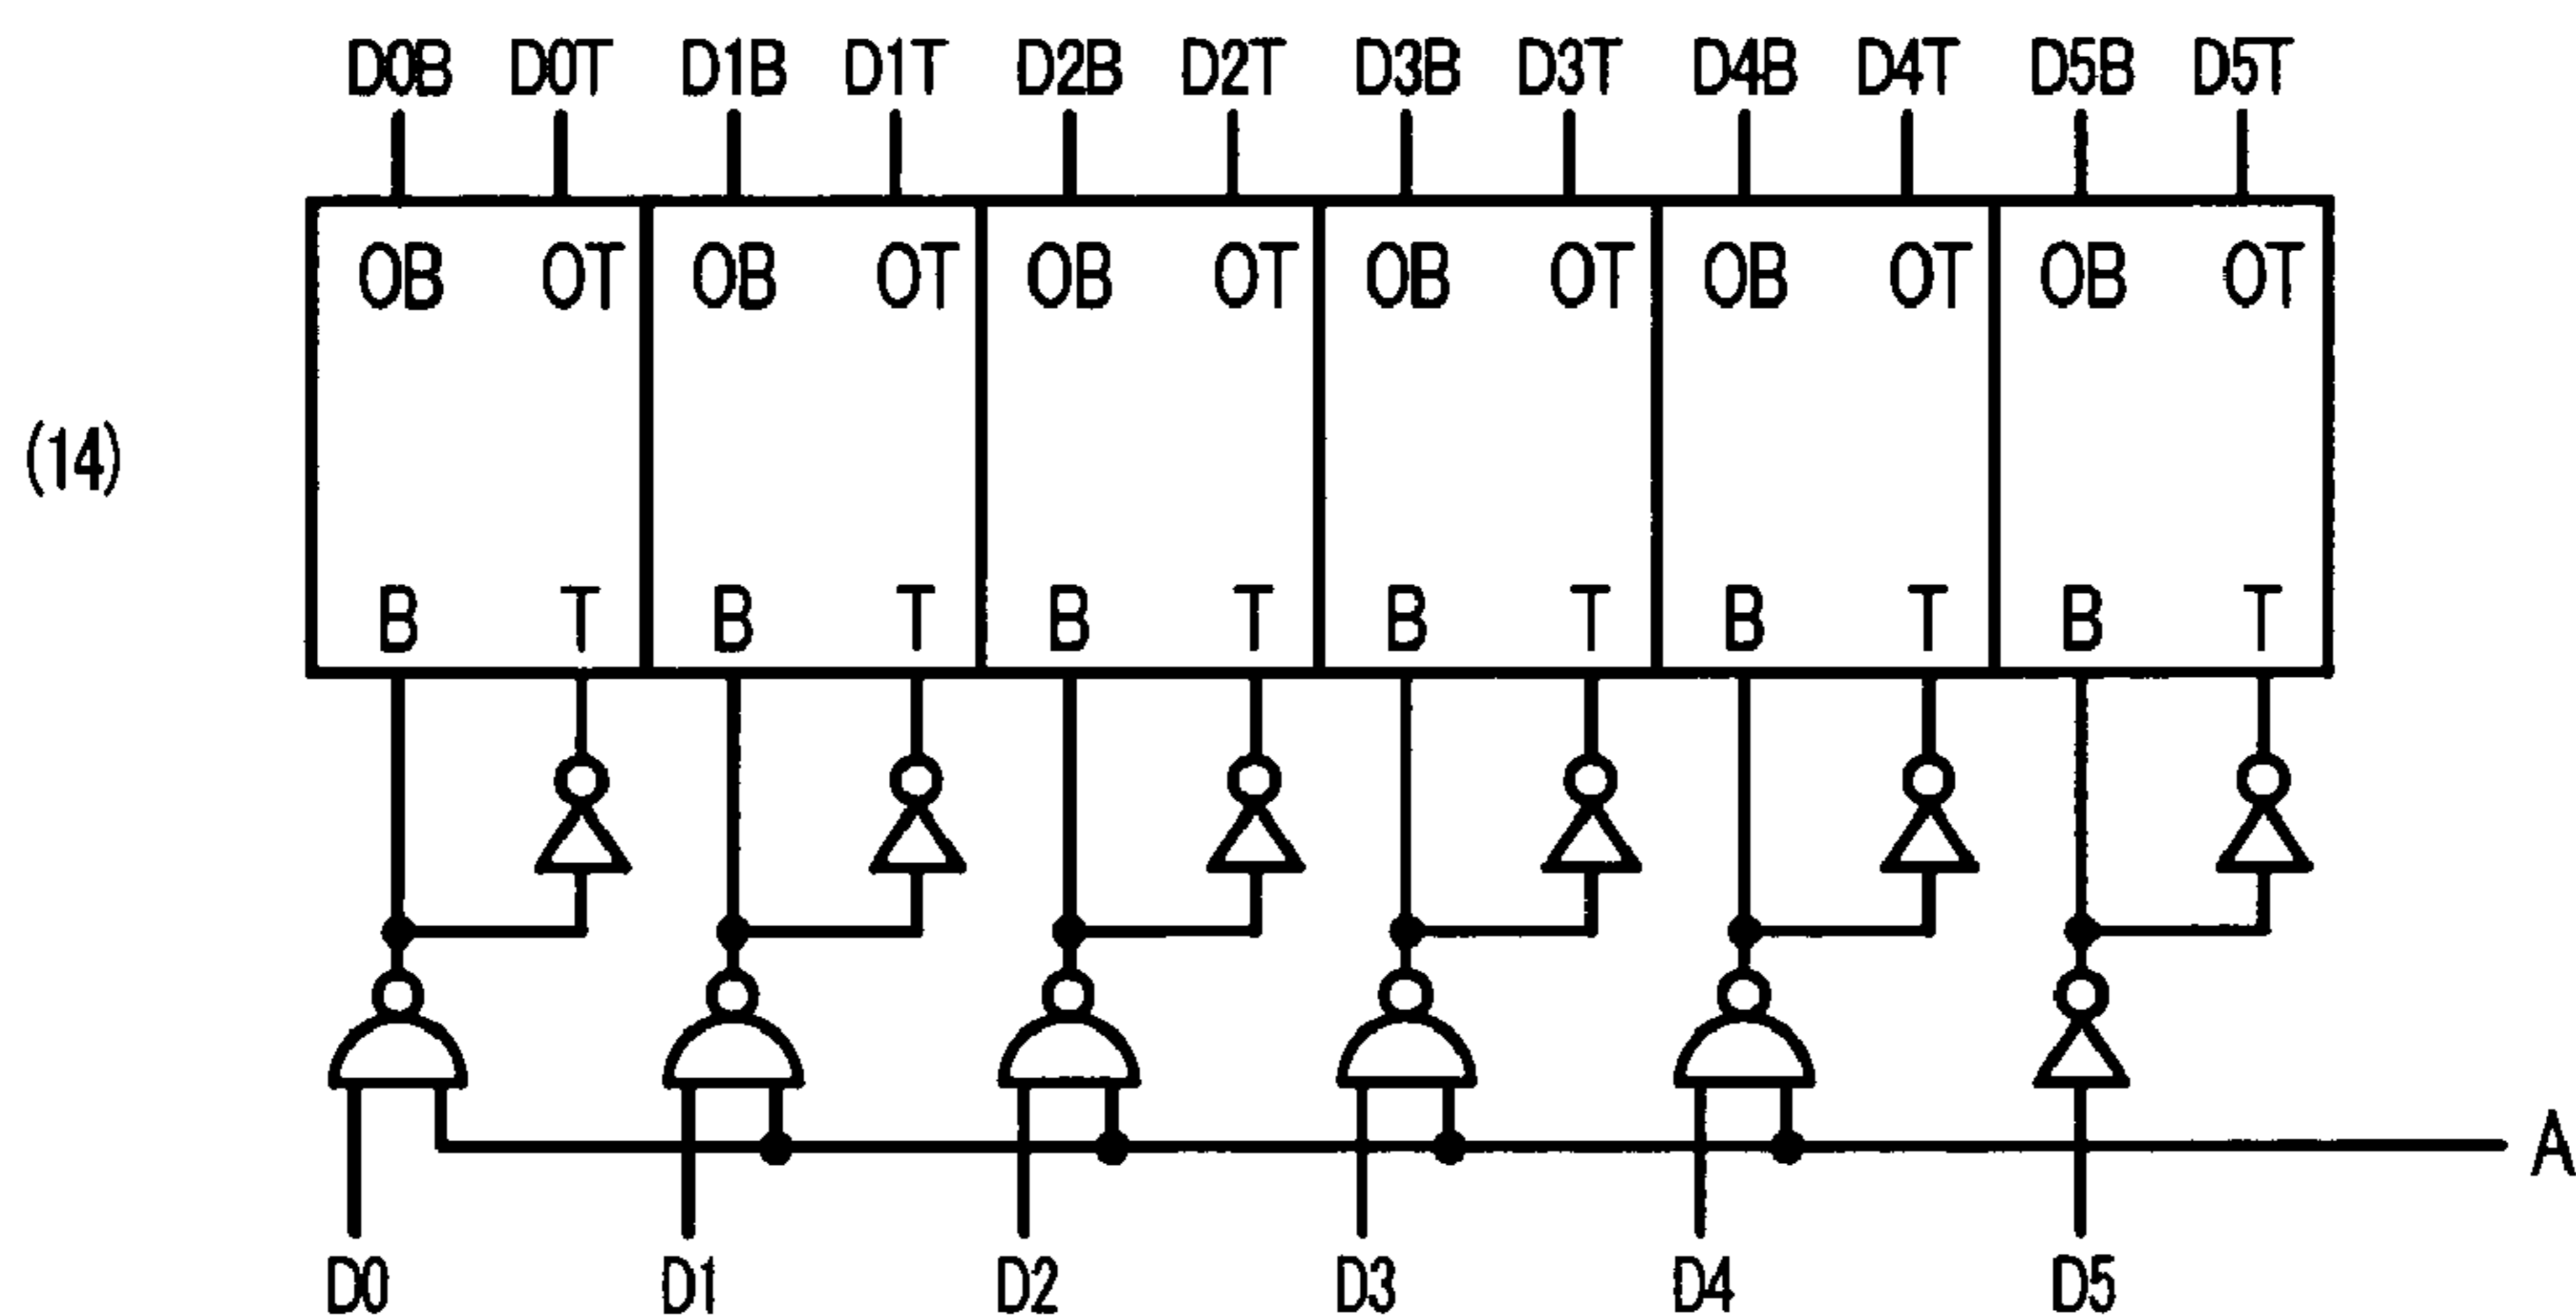 D0B D0T D1B D1T D2B D2T D3B D3T D4B D4T D5B D5T
OB OT OB OT OB OT OB OT OB OT OB OT
(14)
B T B T B T B T B T B T
A
D0 D1 D2 D3 D4 D5